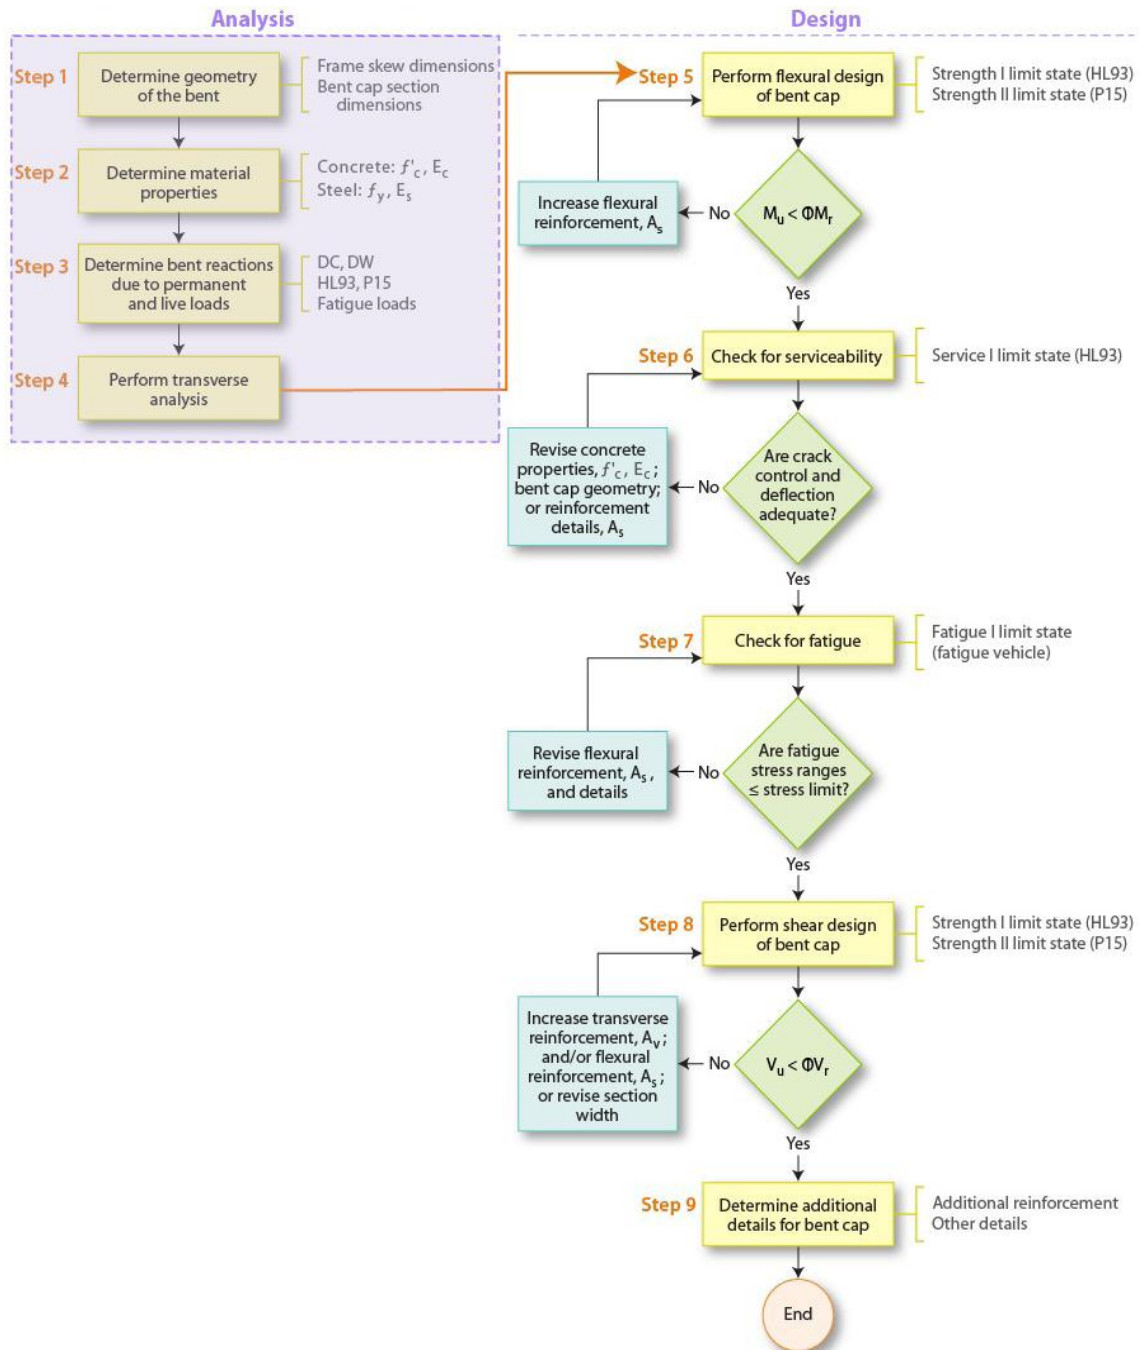 Analysis
Design
Step 1
Determine geometry
of the bent
Frame skew dimensions
Bent cap section
dimensions
Step 2
Determine material
properties
Concrete: f'c, Ec
Steel: fy, Es
Step 3
Determine bent reactions
due to permanent
and live loads
DC, DW
HL93, P15
Fatigue loads
Step 4
Perform transverse
analysis
Step 5
Perform flexural design
of bent cap
Strength I limit state (HL93)
Strength II limit state (P15)
Increase flexural
reinforcement, As
No
Mu < ΦMr
Yes
Step 6
Check for serviceability
Service I limit state (HL93)
Revise concrete
properties, f'c, Ec;
bent cap geometry;
or reinforcement
details, As
No
Are crack
control and
deflection
adequate?
Yes
Step 7
Check for fatigue
Fatigue I limit state
(fatigue vehicle)
Revise flexural
reinforcement, As,
and details
No
Are fatigue
stress ranges
≤ stress limit?
Yes
Step 8
Perform shear design
of bent cap
Strength I limit state (HL93)
Strength II limit state (P15)
Increase transverse
reinforcement, Av;
and/or flexural
reinforcement, As;
or revise section
width
No
Vu < ΦVr
Yes
Step 9
Determine additional
details for bent cap
Additional reinforcement
Other details
End